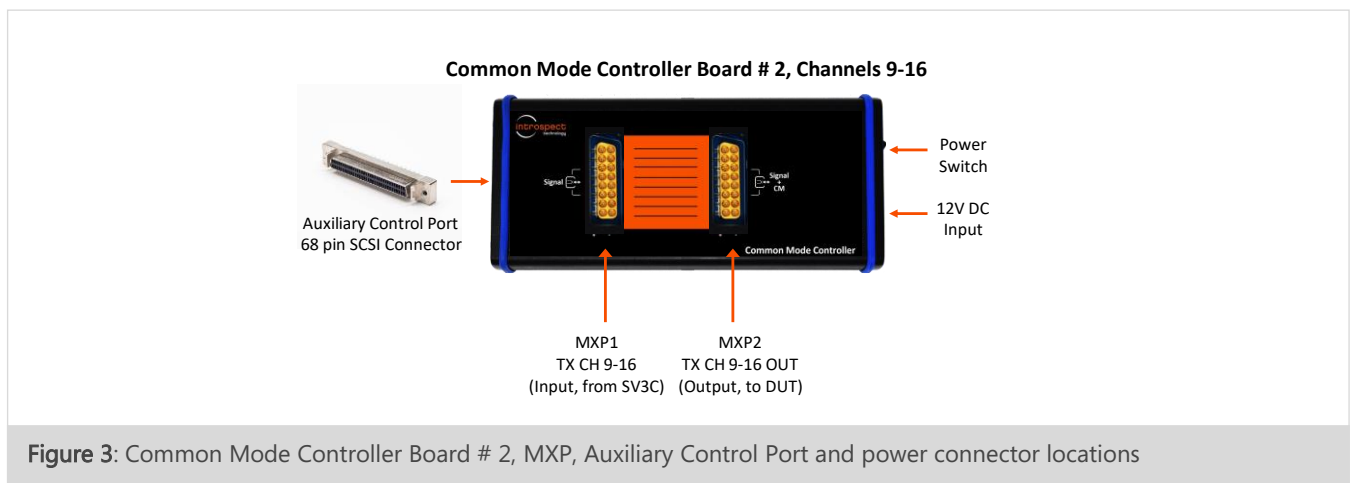 Common Mode Controller Board # 2, Channels 9-16
introspect
technology
Signal
Signal
+
CM
Common Mode Controller
Auxiliary Control Port
68 pin SCSI Connector
Power
Switch
12V DC
Input
MXP1
TX CH 9-16
(Input, from SV3C)
MXP2
TX CH 9-16 OUT
(Output, to DUT)
Figure 3: Common Mode Controller Board # 2, MXP, Auxiliary Control Port and power connector locations